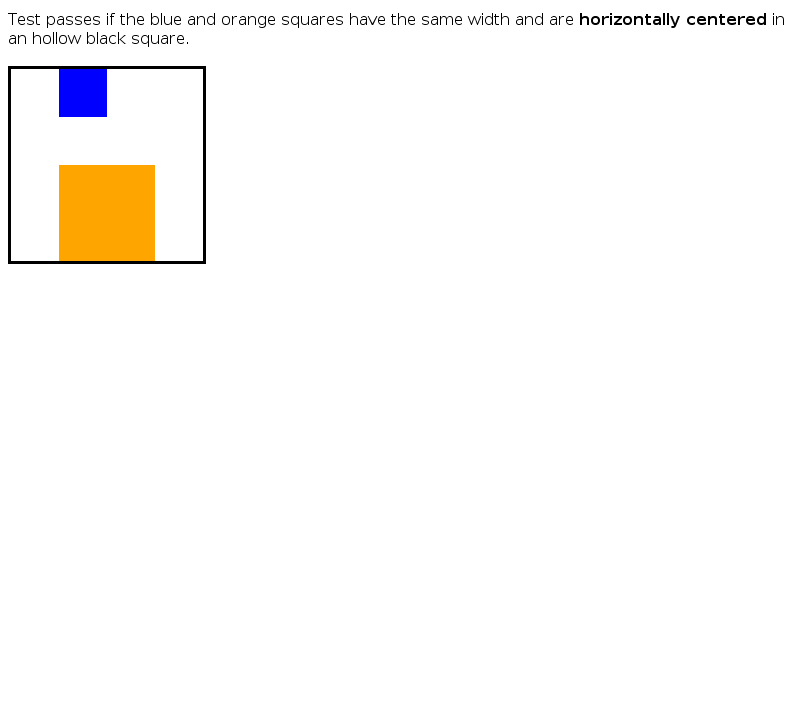 Test passes if the blue and orange squares have the same width and are horizontally centered in
an hollow black square.